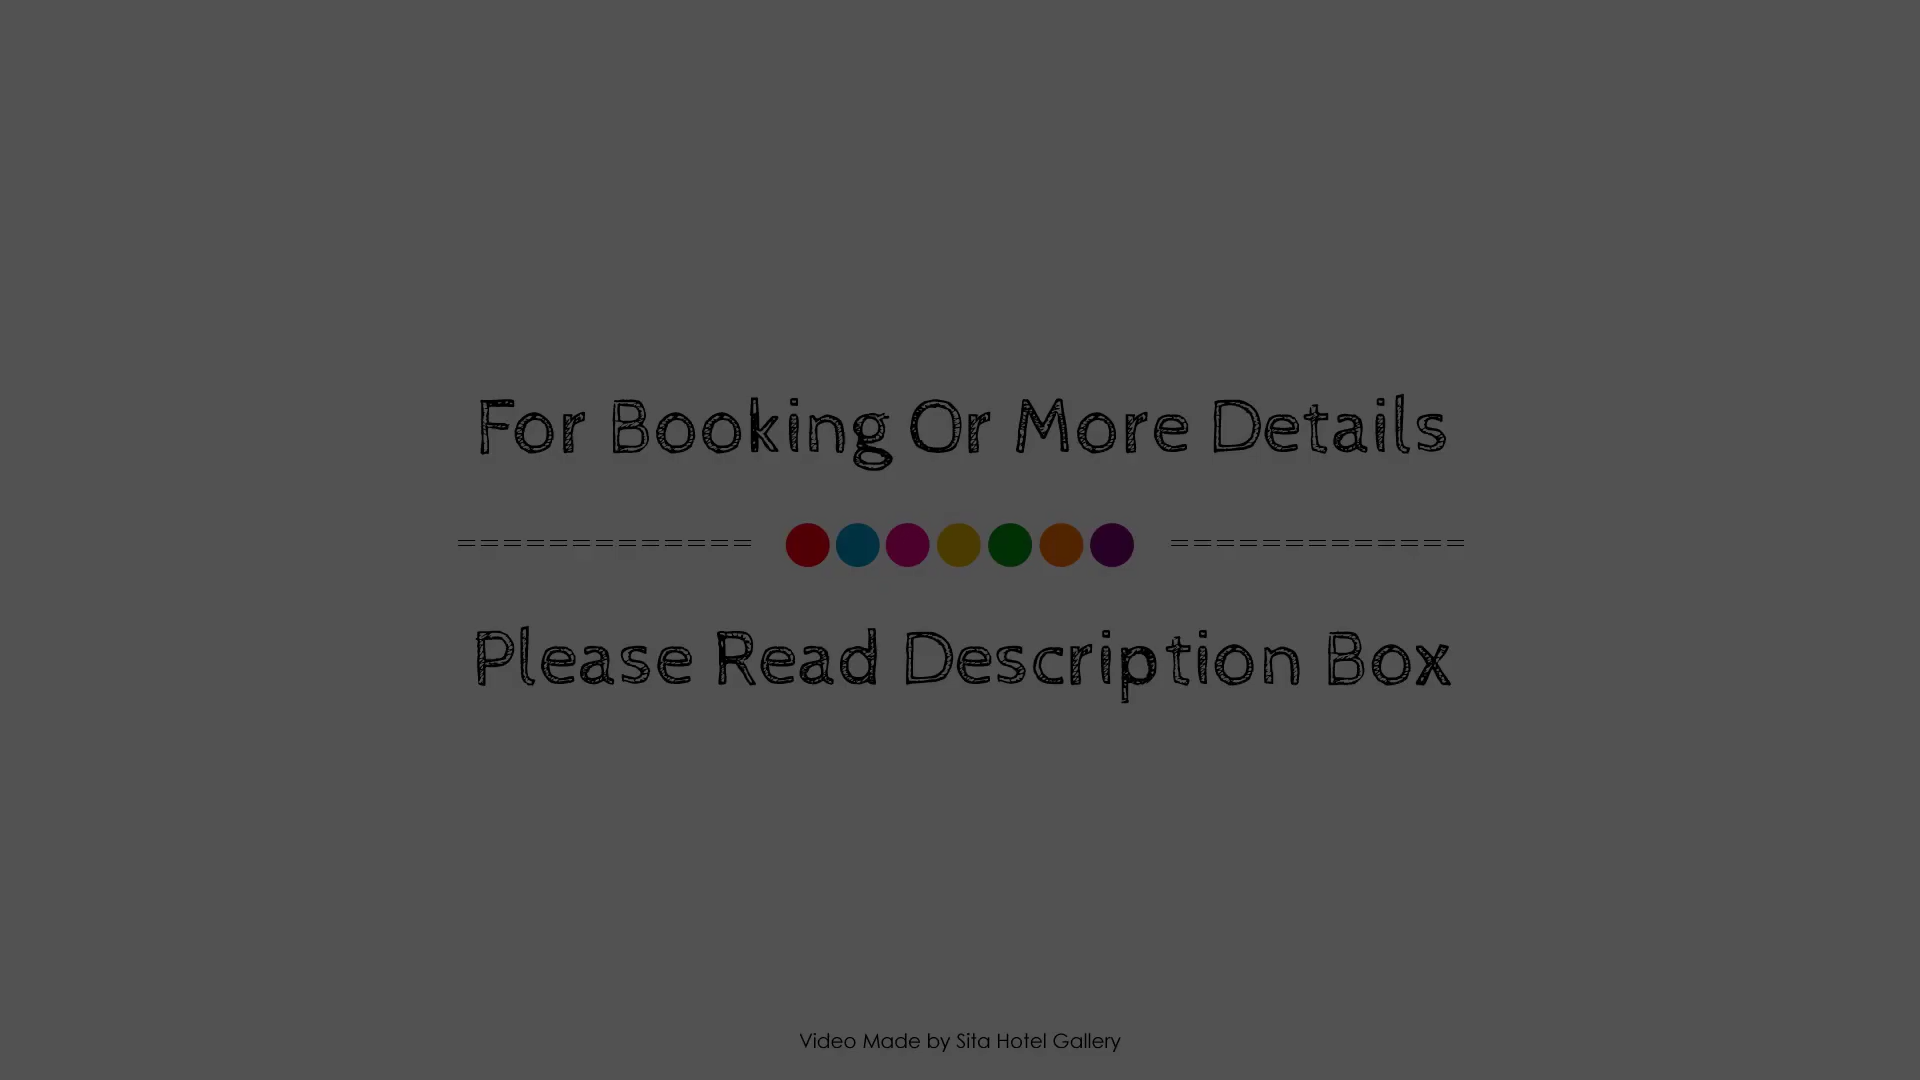 For Booking Or More Details
============= =============
Please Read Description Box
Video Made by Sita Hotel Gallery